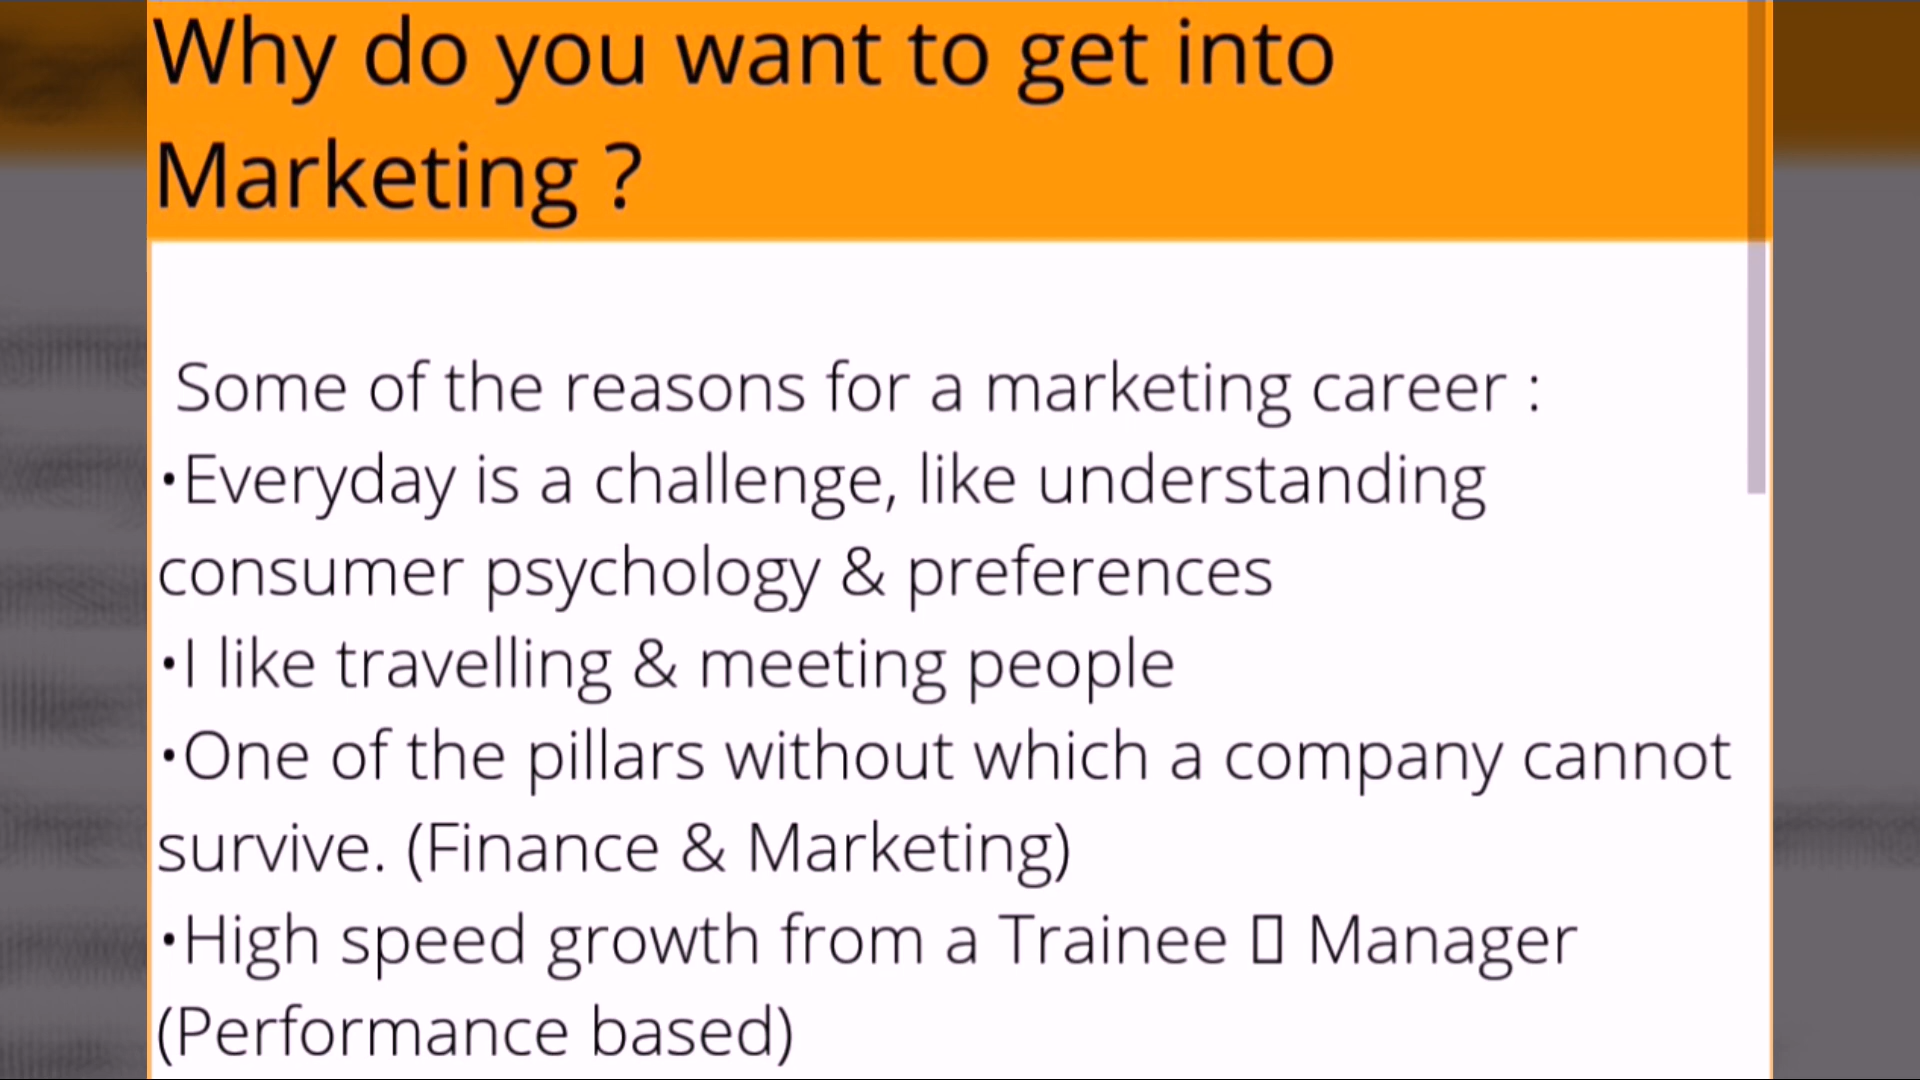 Why do you want to get into
Marketing ?
Some of the reasons for a marketing career :
•Everyday is a challenge, like understanding
consumer psychology & preferences
•I like travelling & meeting people
•One of the pillars without which a company cannot
survive. (Finance & Marketing)
•High speed growth from a Trainee ▯ Manager
(Performance based)